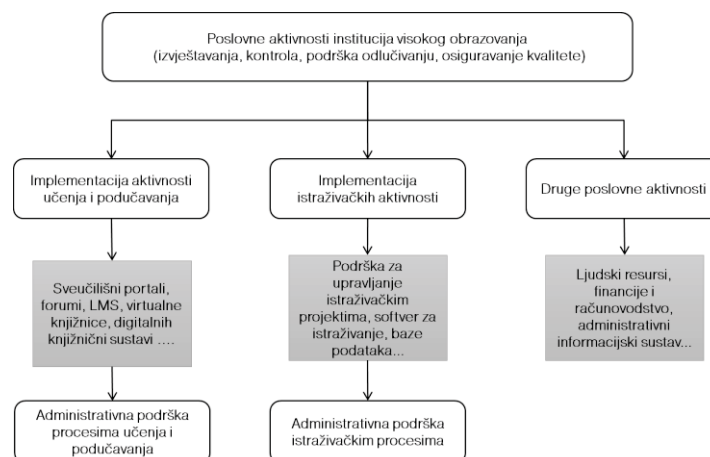 Poslovne aktivnosti institucija visokog obrazovanja
(izvještavanja, kontrola, podrška odlučivanju, osiguravanje kvalitete)
Implementacija aktivnosti
učenja i podučavanja
Implementacija
istraživačkih aktivnosti
Druge poslovne aktivnosti
Sveučilišni portali,
forumi, LMS, virtualne
knjižnice, digitalnih
knjižnični sustavi ....
Podrška za
upravljanje
istraživačkim
projektima, softver za
istraživanje, baze
podataka...
Ljudski resursi,
financije i
računovodstvo,
administrativni
informacijski sustav...
Administrativna podrška
procesima učenja i
podučavanja
Administrativna podrška
istraživačkim procesima